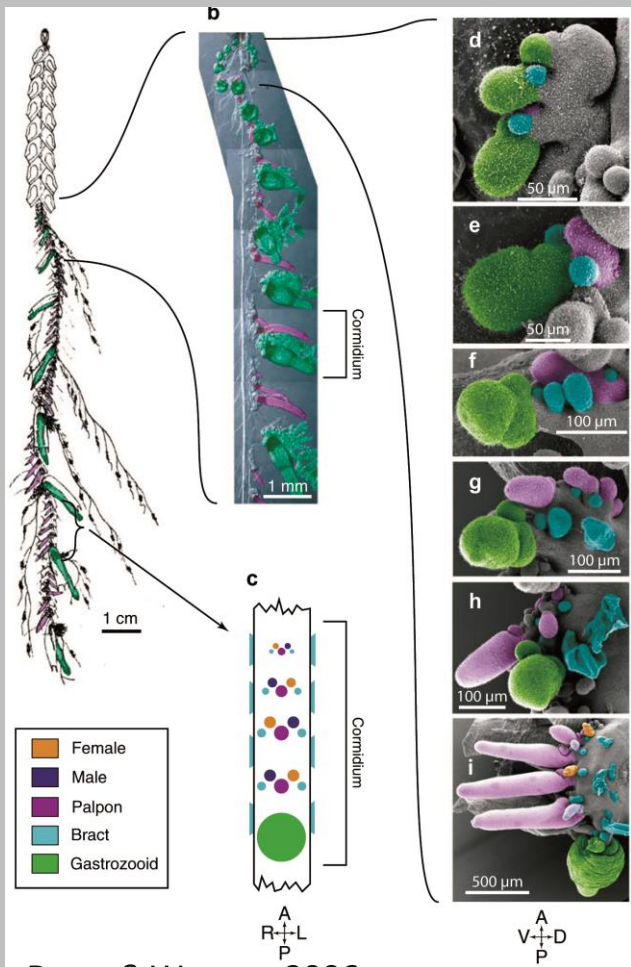 b
Cormidium
1 mm
1 cm
c
Cormidium
Female
Male
Palpon
Bract
Gastrozooid
A
R L
P
d
50 µm
e
50 µm
f
100 µm
g
100 µm
h
100 µm
i
500 µm
A
V D
P